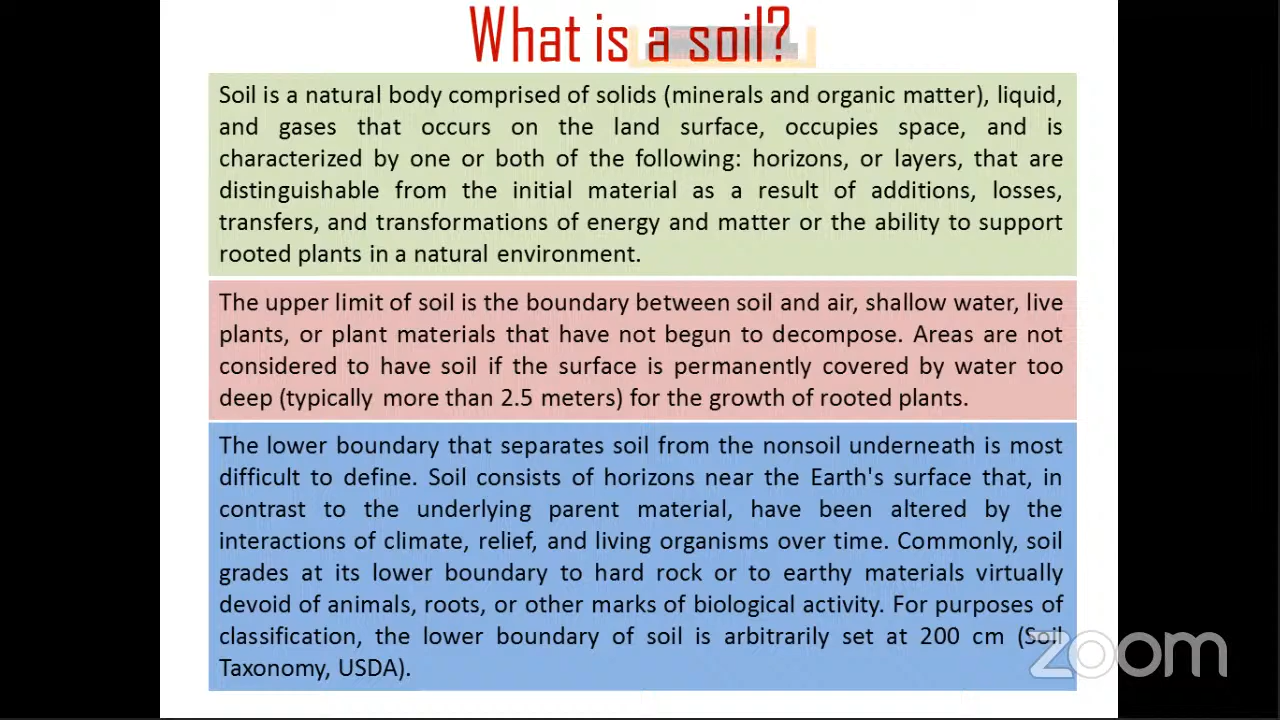 What is a soil?
Soil is a natural body comprised of solids (minerals and organic matter), liquid,
and gases that occurs on the land surface, occupies space, and is
characterized by one or both of the following: horizons, or layers, that are
distinguishable from the initial material as a result of additions, losses,
transfers, and transformations of energy and matter or the ability to support
rooted plants in a natural environment.
The upper limit of soil is the boundary between soil and air, shallow water, live
plants, or plant materials that have not begun to decompose. Areas are not
considered to have soil if the surface is permanently covered by water too
deep (typically more than 2.5 meters) for the growth of rooted plants.
The lower boundary that separates soil from the nonsoil underneath is most
difficult to define. Soil consists of horizons near the Earth's surface that, in
contrast to the underlying parent material, have been altered by the
interactions of climate, relief, and living organisms over time. Commonly, soil
grades at its lower boundary to hard rock or to earthy materials virtually
devoid of animals, roots, or other marks of biological activity. For purposes of
classification, the lower boundary of soil is arbitrarily set at 200 cm (Soil
Taxonomy, USDA).
zoom